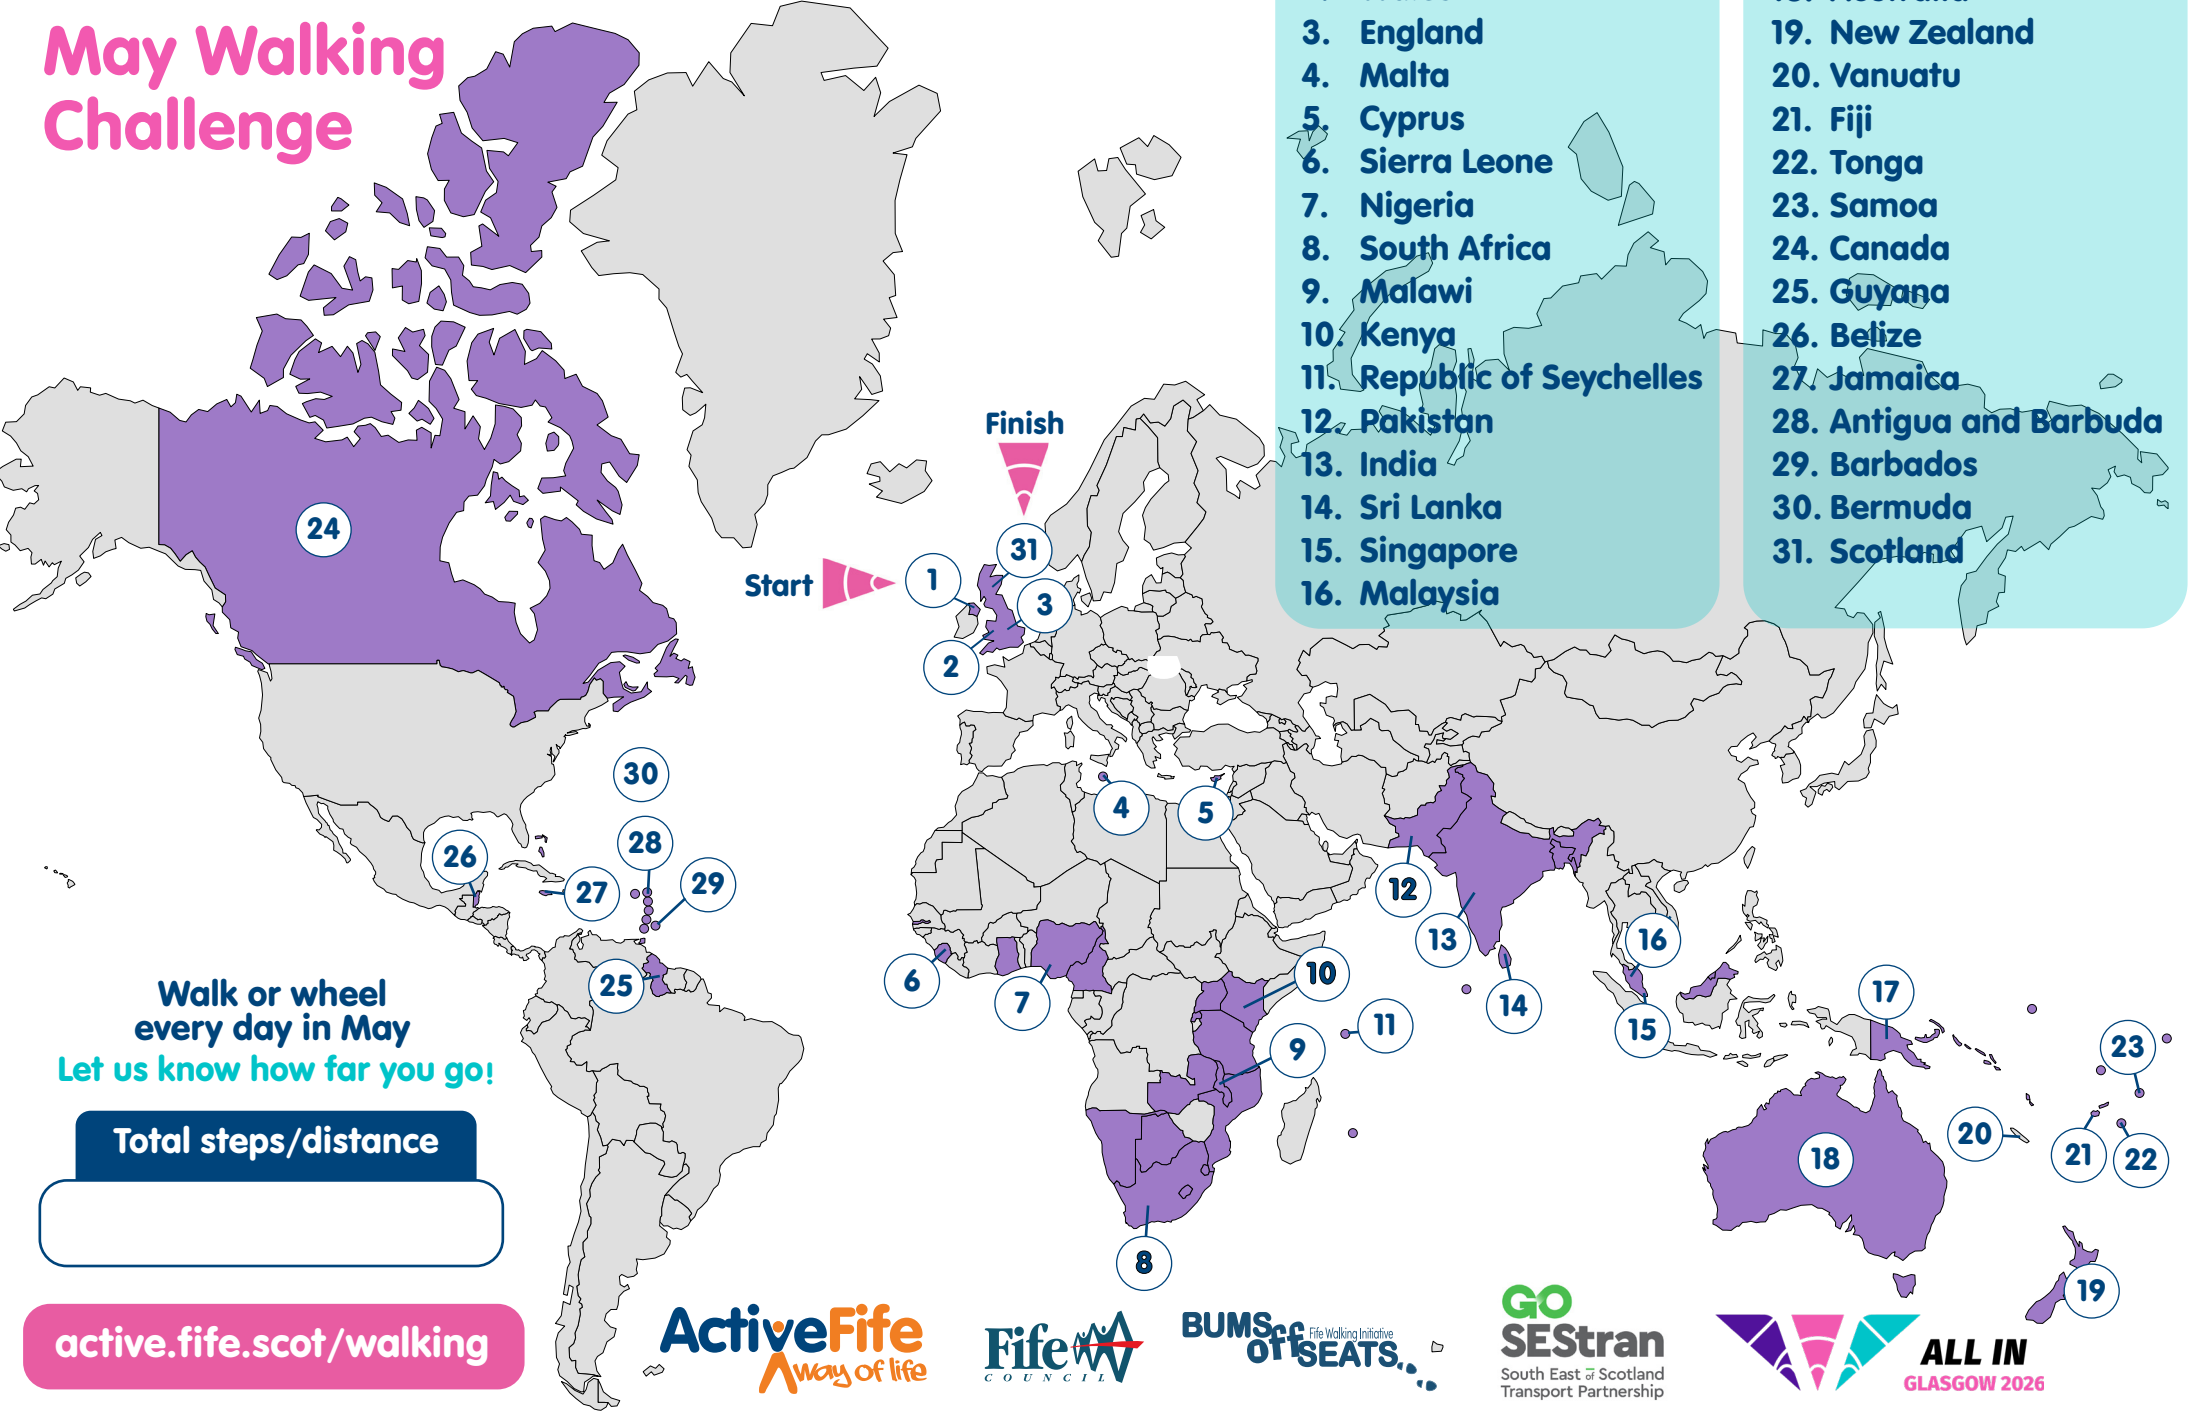 May Walking
Challenge
3. England
4. Malta
5. Cyprus
6. Sierra Leone
7. Nigeria
8. South Africa
9. Malawi
10. Kenya
11. Republic of Seychelles
12. Pakistan
13. India
14. Sri Lanka
15. Singapore
16. Malaysia
19. New Zealand
20. Vanuatu
21. Fiji
22. Tonga
23. Samoa
24. Canada
25. Guyana
26. Belize
27. Jamaica
28. Antigua and Barbuda
29. Barbados
30. Bermuda
31. Scotland
Finish
Start
24
31
1
3
2
30
4
5
28
26
29
27
12
13
16
6
7
25
10
14
11
15
17
9
23
20
18
21
22
8
19
Walk or wheel
every day in May
Let us know how far you go!
Total steps/distance
active.fife.scot/walking
ActiveFife
Way of life
Fife
COUNCIL
BUMS
off
SEATS
Fife Walking Initiative
GO
SEStran
South East of Scotland
Transport Partnership
ALL IN
GLASGOW 2026